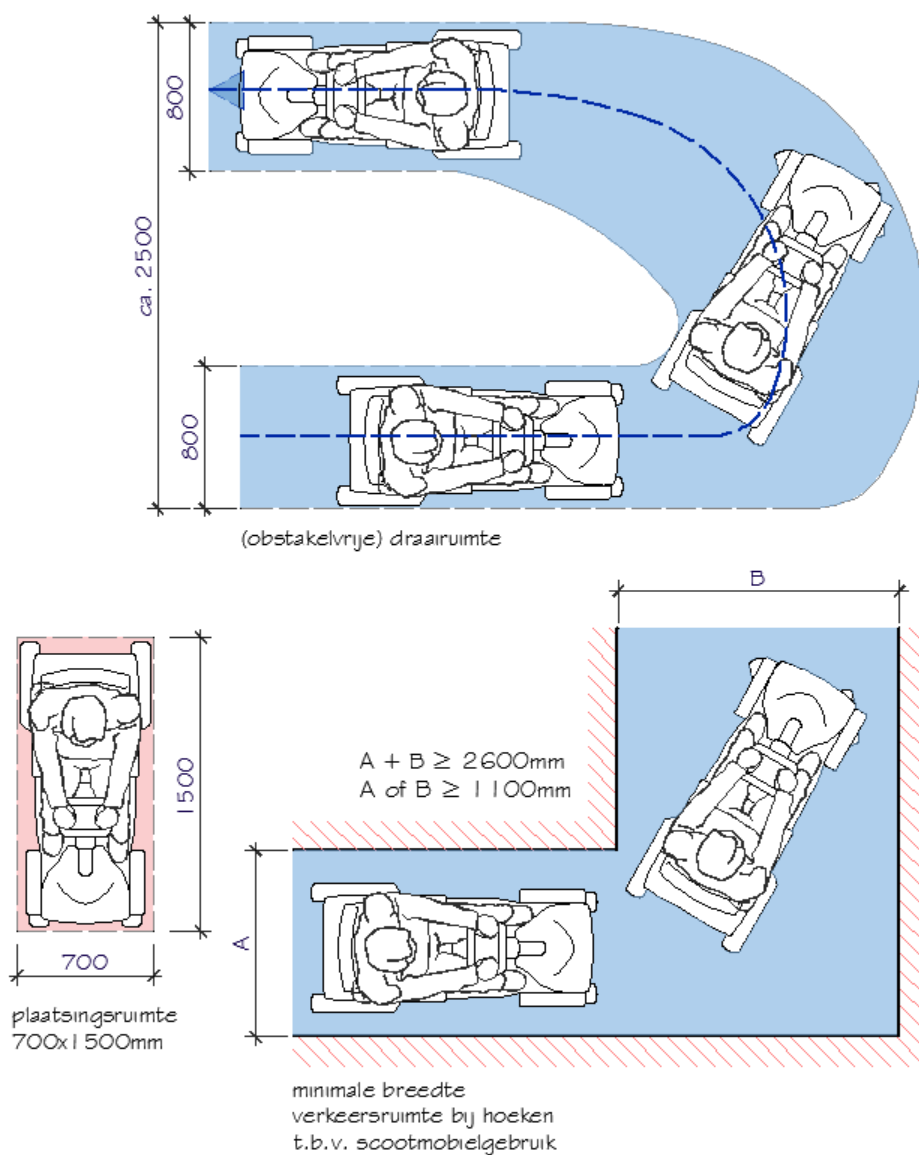 800
ca. 2500
800
(obstakelvrije) draairuimte
B
1500
A + B ≥ 2600mm
A of B ≥ 1100mm
A
700
plaatsingsruimte
700x1500mm
minimale breedte
verkeersruimte bij hoeken
t.b.v. scootmobielgebruik